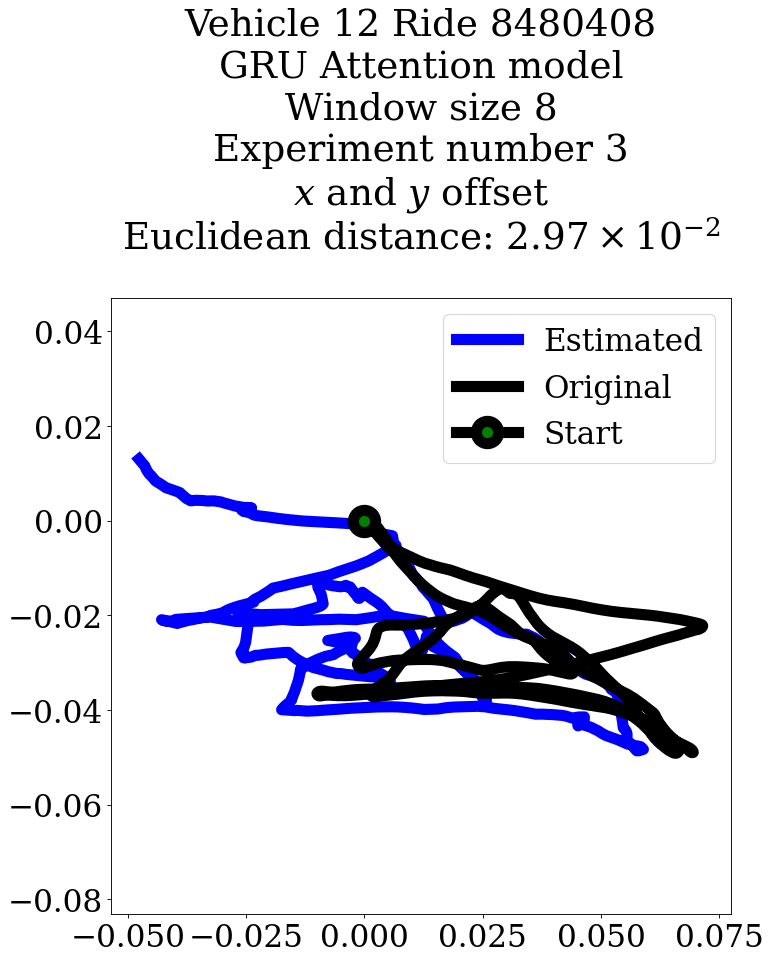 Vehicle 12 Ride 8480408
GRU Attention model
Window size 8
Experiment number 3
x and y offset
Euclidean distance: 2.97 × 10⁻²
Estimated
Original
Start
0.04
0.02
0.00
−0.02
−0.04
−0.06
−0.08
−0.050 −0.025 0.000 0.025 0.050 0.075